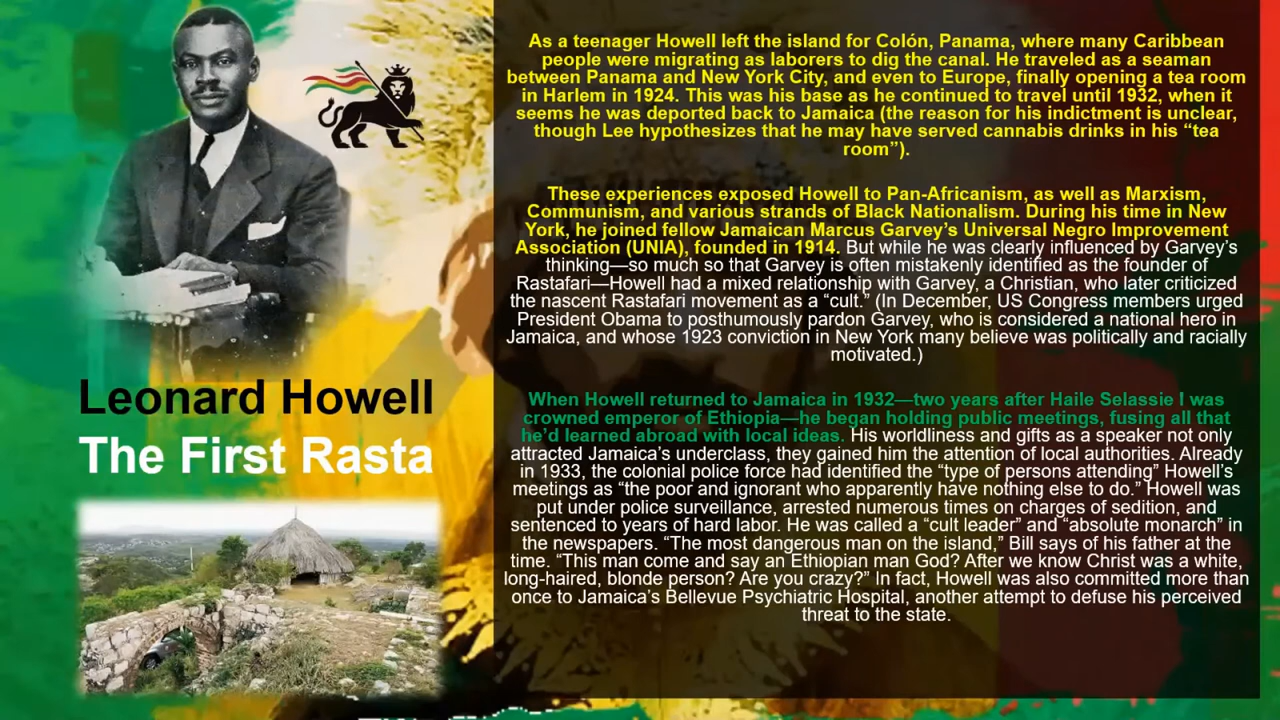 Leonard Howell
The First Rasta
As a teenager Howell left the island for Colón, Panama, where many Caribbean
people were migrating as laborers to dig the canal. He traveled as a seaman
between Panama and New York City, and even to Europe, finally opening a tea room
in Harlem in 1924. This was his base as he continued to travel until 1932, when it
seems he was deported back to Jamaica (the reason for his indictment is unclear,
though Lee hypothesizes that he may have served cannabis drinks in his “tea
room”).
These experiences exposed Howell to Pan-Africanism, as well as Marxism,
Communism, and various strands of Black Nationalism. During his time in New
York, he joined fellow Jamaican Marcus Garvey’s Universal Negro Improvement
Association (UNIA), founded in 1914. But while he was clearly influenced by Garvey’s
thinking—so much so that Garvey is often mistakenly identified as the founder of
Rastafari—Howell had a mixed relationship with Garvey, a Christian, who later criticized
the nascent Rastafari movement as a “cult.” (In December, US Congress members urged
President Obama to posthumously pardon Garvey, who is considered a national hero in
Jamaica, and whose 1923 conviction in New York many believe was politically and racially
motivated.)
When Howell returned to Jamaica in 1932—two years after Haile Selassie I was
crowned emperor of Ethiopia—he began holding public meetings, fusing all that
he’d learned abroad with local ideas. His worldliness and gifts as a speaker not only
attracted Jamaica’s underclass, they gained him the attention of local authorities. Already
in 1933, the colonial police force had identified the “type of persons attending” Howell’s
meetings as “the poor and ignorant who apparently have nothing else to do.” Howell was
put under police surveillance, arrested numerous times on charges of sedition, and
sentenced to years of hard labor. He was called a “cult leader” and “absolute monarch” in
the newspapers. “The most dangerous man on the island,” Bill says of his father at the
time. “This man come and say an Ethiopian man God? After we know Christ was a white,
long-haired, blonde person? Are you crazy?” In fact, Howell was also committed more than
once to Jamaica’s Bellevue Psychiatric Hospital, another attempt to defuse his perceived
threat to the state.